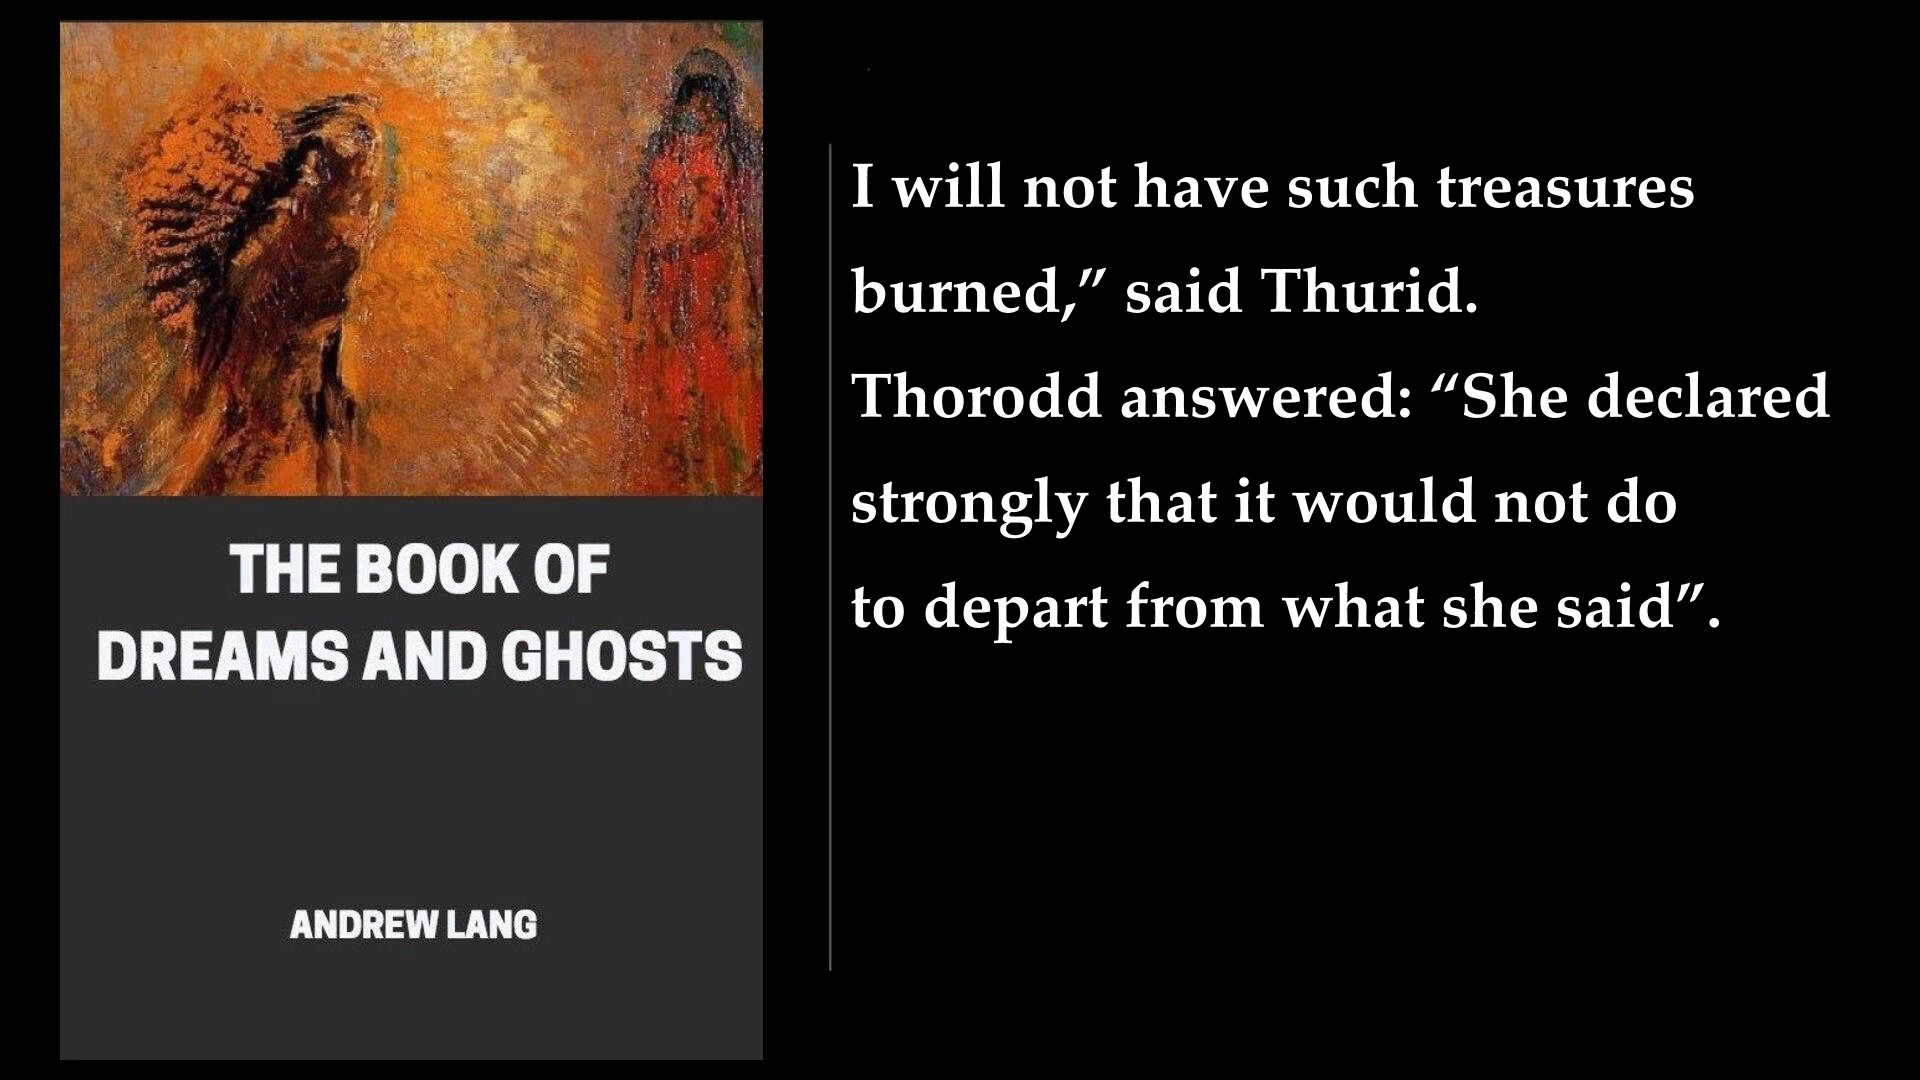 THE BOOK OF
DREAMS AND GHOSTS
ANDREW LANG
I will not have such treasures
burned,” said Thurid.
Thorodd answered: “She declared
strongly that it would not do
to depart from what she said”.